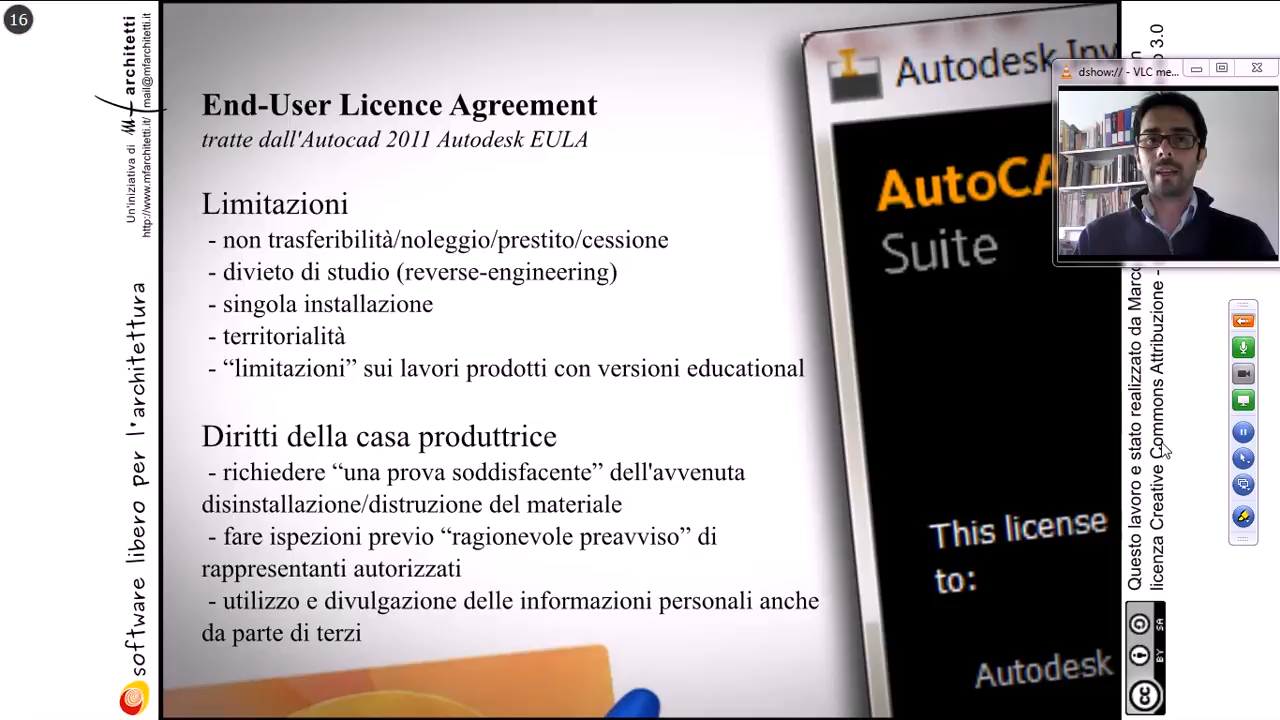 16
Un'iniziativa di M architetti
http://www.mfarchitetti.it/ mail@mfarchitetti.it
software libero per l'architettura
End-User Licence Agreement
tratte dall'Autocad 2011 Autodesk EULA
Limitazioni
- non trasferibilità/noleggio/prestito/cessione
- divieto di studio (reverse-engineering)
- singola installazione
- territorialità
- “limitazioni” sui lavori prodotti con versioni educational
Diritti della casa produttrice
- richiedere “una prova soddisfacente” dell'avvenuta
disinstallazione/distruzione del materiale
- fare ispezioni previo “ragionevole preavviso” di
rappresentanti autorizzati
- utilizzo e divulgazione delle informazioni personali anche
da parte di terzi
Autodesk Inv
AutoCA
Suite
This license
to:
Autodesk
dshow:// - VLC me...
Questo lavoro e stato realizzato da Marco
licenza Creative Commons Attribuzione - 3.0
cc
BY SA